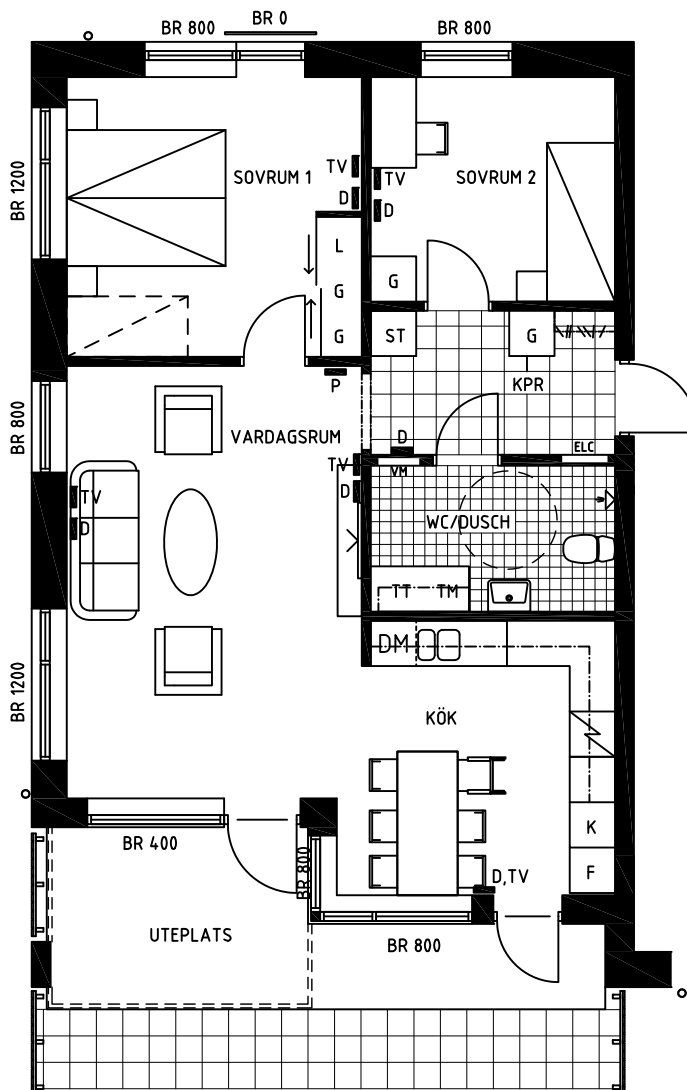 BR 0
BR 800
BR 800
BR 1200
TV
SOVRUM 1
D
TV
SOVRUM 2
D
L
G
G
G
ST
G
KPR
P
BR 800
VARDAGSRUM
D
ELC
TV
VM
D
TV
D
WC/DUSCH
TT
TM
DM
BR 1200
KÖK
K
F
D,TV
BR 400
BR 800
UTEPLATS
BR 800